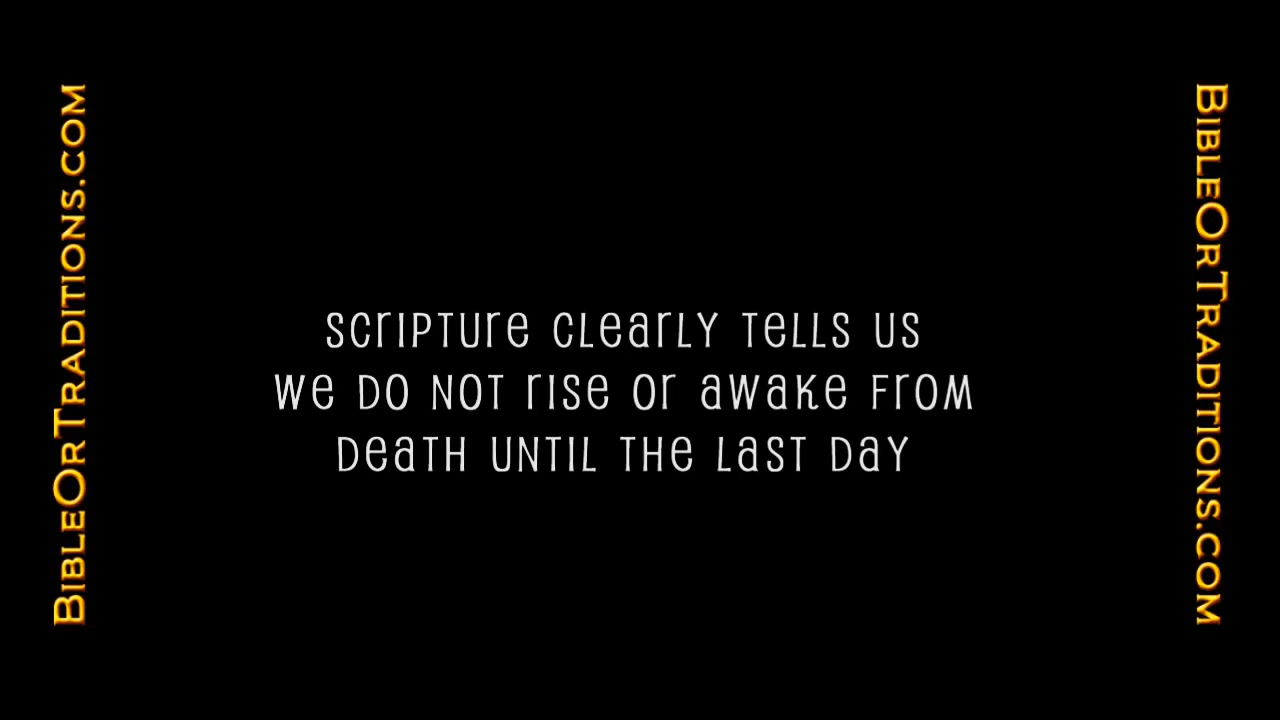 BibleOrTraditions.com
Scripture clearly tells us
we do not rise or awake from
death until the last day
BibleOrTraditions.com